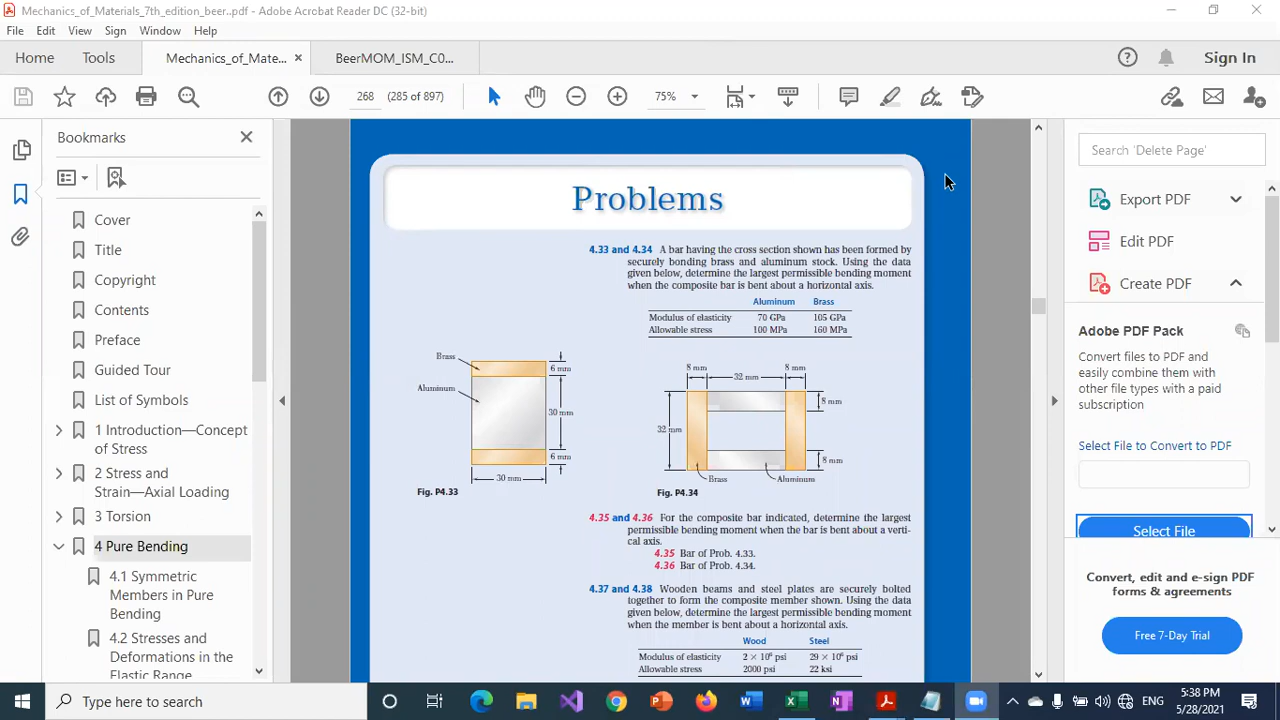 Mechanics_of_Materials_7th_edition_beer..pdf - Adobe Acrobat Reader DC (32-bit)
File Edit View Sign Window Help
Home Tools Mechanics_of_Mate... × BeerMOM_ISM_C0... Sign In
268 (285 of 897) 75%
Bookmarks
Cover
Title
Copyright
Contents
Preface
Guided Tour
List of Symbols
1 Introduction—Concept
of Stress
2 Stress and
Strain—Axial Loading
3 Torsion
4 Pure Bending
4.1 Symmetric
Members in Pure
Bending
4.2 Stresses and
Deformations in the
Elastic Range
Problems
4.33 and 4.34 A bar having the cross section shown has been formed by
securely bonding brass and aluminum stock. Using the data
given below, determine the largest permissible bending moment
when the composite bar is bent about a horizontal axis.
Aluminum Brass
Modulus of elasticity 70 GPa 105 GPa
Allowable stress 100 MPa 160 MPa
Brass
Aluminum
6 mm
30 mm
6 mm
30 mm
Fig. P4.33
8 mm 8 mm
32 mm
8 mm
32 mm
8 mm
Brass Aluminum
Fig. P4.34
4.35 and 4.36 For the composite bar indicated, determine the largest
permissible bending moment when the bar is bent about a verti-
cal axis.
4.35 Bar of Prob. 4.33.
4.36 Bar of Prob. 4.34.
4.37 and 4.38 Wooden beams and steel plates are securely bolted
together to form the composite member shown. Using the data
given below, determine the largest permissible bending moment
when the member is bent about a horizontal axis.
Wood Steel
Modulus of elasticity 2 × 10⁶ psi 29 × 10⁶ psi
Allowable stress 2000 psi 22 ksi
Search 'Delete Page'
Export PDF
Edit PDF
Create PDF
Adobe PDF Pack
Convert files to PDF and
easily combine them with
other file types with a paid
subscription
Select File to Convert to PDF
Select File
Convert, edit and e-sign PDF
forms & agreements
Free 7-Day Trial
Type here to search
ENG
5:38 PM
5/28/2021